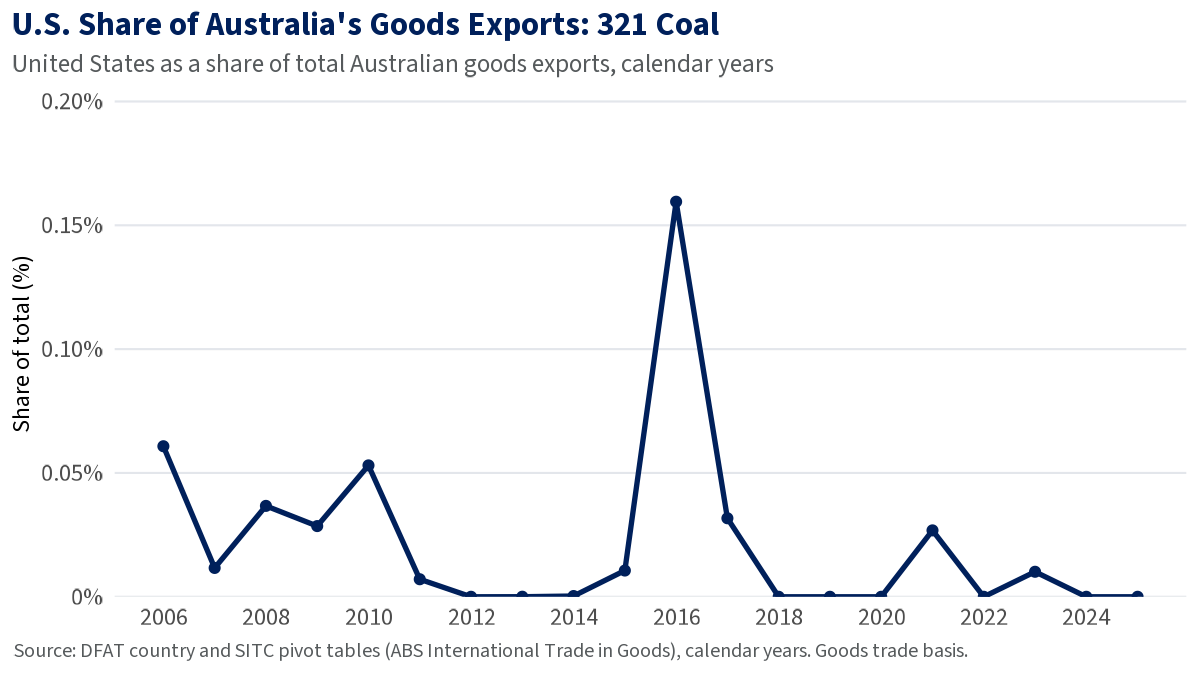 U.S. Share of Australia's Goods Exports: 321 Coal
United States as a share of total Australian goods exports, calendar years
Share of total (%)
0.20%
0.15%
0.10%
0.05%
0%
2006 2008 2010 2012 2014 2016 2018 2020 2022 2024
Source: DFAT country and SITC pivot tables (ABS International Trade in Goods), calendar years. Goods trade basis.